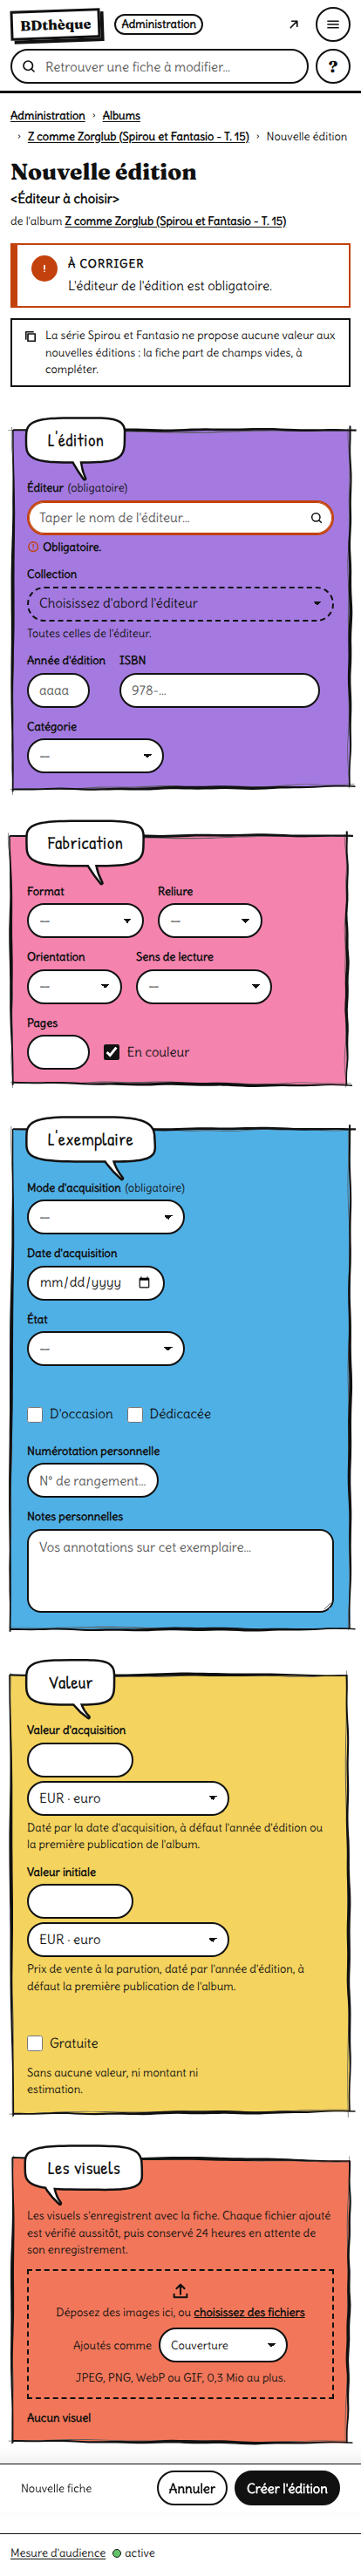 BDthèque
Administration
?
Retrouver une fiche à modifier...
Administration › Albums
› Z comme Zorglub (Spirou et Fantasio - T. 15) › Nouvelle édition
Nouvelle édition
<Éditeur à choisir>
de l'album Z comme Zorglub (Spirou et Fantasio - T. 15)
! À CORRIGER
L'éditeur de l'édition est obligatoire.
La série Spirou et Fantasio ne propose aucune valeur aux
nouvelles éditions : la fiche part de champs vides, à
compléter.
L'édition
Éditeur (obligatoire)
Taper le nom de l'éditeur...
Obligatoire.
Collection
Choisissez d'abord l'éditeur
Toutes celles de l'éditeur.
Année d'édition ISBN
aaaa 978-...
Catégorie
—
Fabrication
Format Reliure
— —
Orientation Sens de lecture
— —
Pages
En couleur
L'exemplaire
Mode d'acquisition (obligatoire)
—
Date d'acquisition
mm/dd/yyyy
État
—
D'occasion Dédicacée
Numérotation personnelle
N° de rangement...
Notes personnelles
Vos annotations sur cet exemplaire...
Valeur
Valeur d'acquisition
EUR · euro
Daté par la date d'acquisition, à défaut l'année d'édition ou
la première publication de l'album.
Valeur initiale
EUR · euro
Prix de vente à la parution, daté par l'année d'édition, à
défaut la première publication de l'album.
Gratuite
Sans aucune valeur, ni montant ni
estimation.
Les visuels
Les visuels s'enregistrent avec la fiche. Chaque fichier ajouté
est vérifié aussitôt, puis conservé 24 heures en attente de
son enregistrement.
Déposez des images ici, ou choisissez des fichiers
Ajoutés comme Couverture
JPEG, PNG, WebP ou GIF, 0,3 Mio au plus.
Aucun visuel
Nouvelle fiche Annuler Créer l'édition
Mesure d'audience active